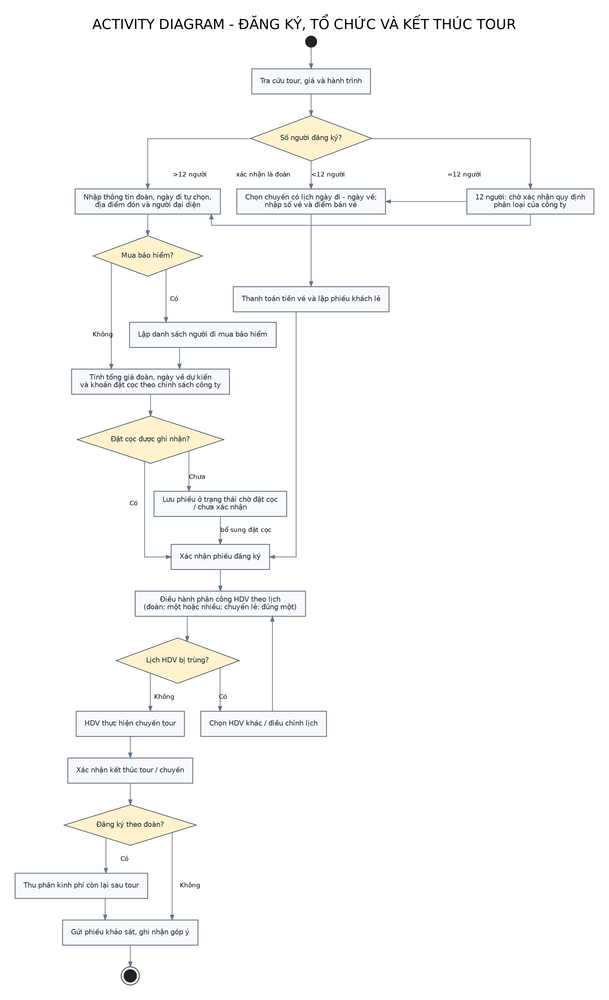 ACTIVITY DIAGRAM - ĐĂNG KÝ, TỔ CHỨC VÀ KẾT THÚC TOUR
Tra cứu tour, giá và hành trình
Số người đăng ký?
>12 người
xác nhận là đoàn
<12 người
=12 người
Nhập thông tin đoàn, ngày đi tự chọn,
địa điểm đón và người đại diện
Chọn chuyến có lịch ngày đi - ngày về;
nhập số vé và điểm bán vé
12 người: chờ xác nhận quy định
phân loại của công ty
Mua bảo hiểm?
Có
Thanh toán tiền vé và lập phiếu khách lẻ
Không
Lập danh sách người đi mua bảo hiểm
Tính tổng giá đoàn, ngày về dự kiến
và khoản đặt cọc theo chính sách công ty
Đặt cọc được ghi nhận?
Chưa
Có
Lưu phiếu ở trạng thái chờ đặt cọc
/ chưa xác nhận
bổ sung đặt cọc
Xác nhận phiếu đăng ký
Điều hành phân công HDV theo lịch
(đoàn: một hoặc nhiều; chuyến lẻ: đúng một)
Lịch HDV bị trùng?
Không
Có
HDV thực hiện chuyến tour
Chọn HDV khác / điều chỉnh lịch
Xác nhận kết thúc tour / chuyến
Đăng ký theo đoàn?
Có
Thu phần kinh phí còn lại sau tour
Không
Gửi phiếu khảo sát, ghi nhận góp ý